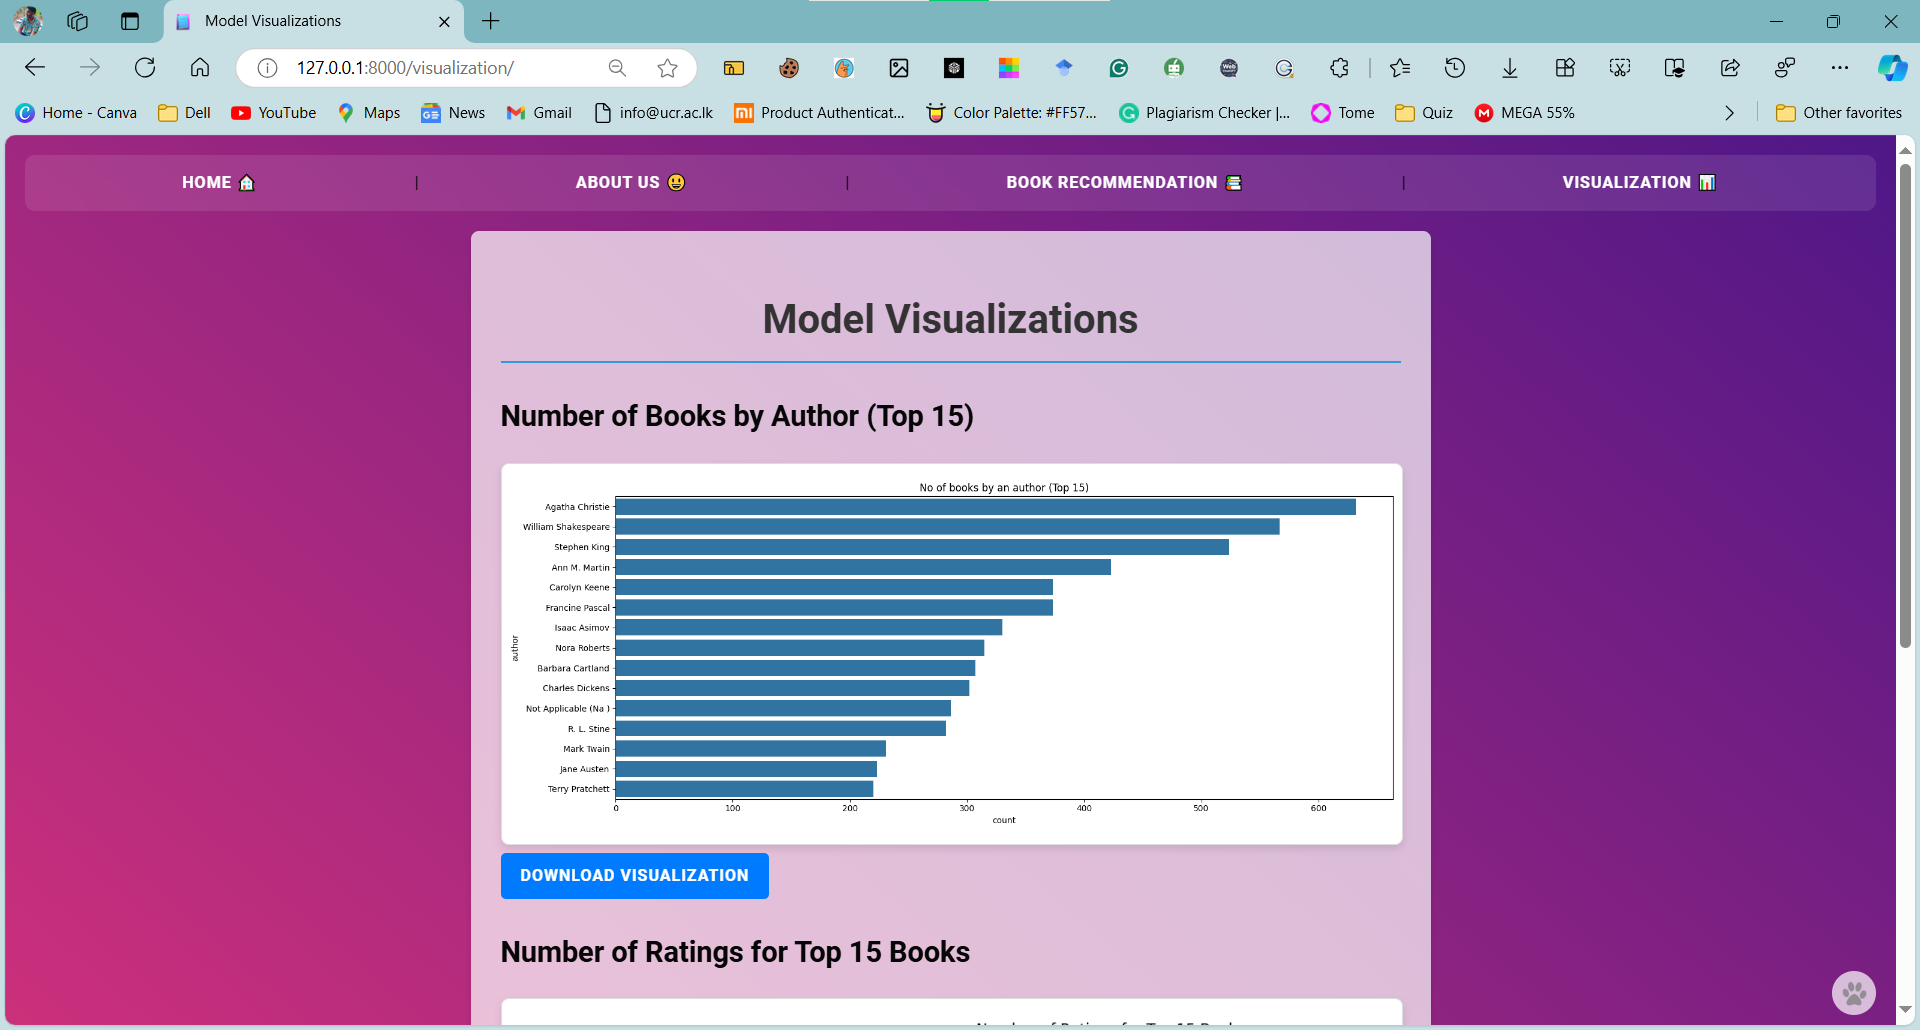 Model Visualizations
127.0.0.1:8000/visualization/
Home - Canva Dell YouTube Maps News Gmail info@ucr.ac.lk Product Authenticat... Color Palette: #FF57... Plagiarism Checker |... Tome Quiz MEGA 55% Other favorites
HOME 🏠 | ABOUT US 😃 | BOOK RECOMMENDATION 📚 | VISUALIZATION 📊
Model Visualizations
Number of Books by Author (Top 15)
No of books by an author (Top 15)
author
Agatha Christie
William Shakespeare
Stephen King
Ann M. Martin
Carolyn Keene
Francine Pascal
Isaac Asimov
Nora Roberts
Barbara Cartland
Charles Dickens
Not Applicable (Na )
R. L. Stine
Mark Twain
Jane Austen
Terry Pratchett
0 100 200 300 400 500 600
count
DOWNLOAD VISUALIZATION
Number of Ratings for Top 15 Books